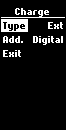 Charge
Type Ext
Add. Digital
Exit